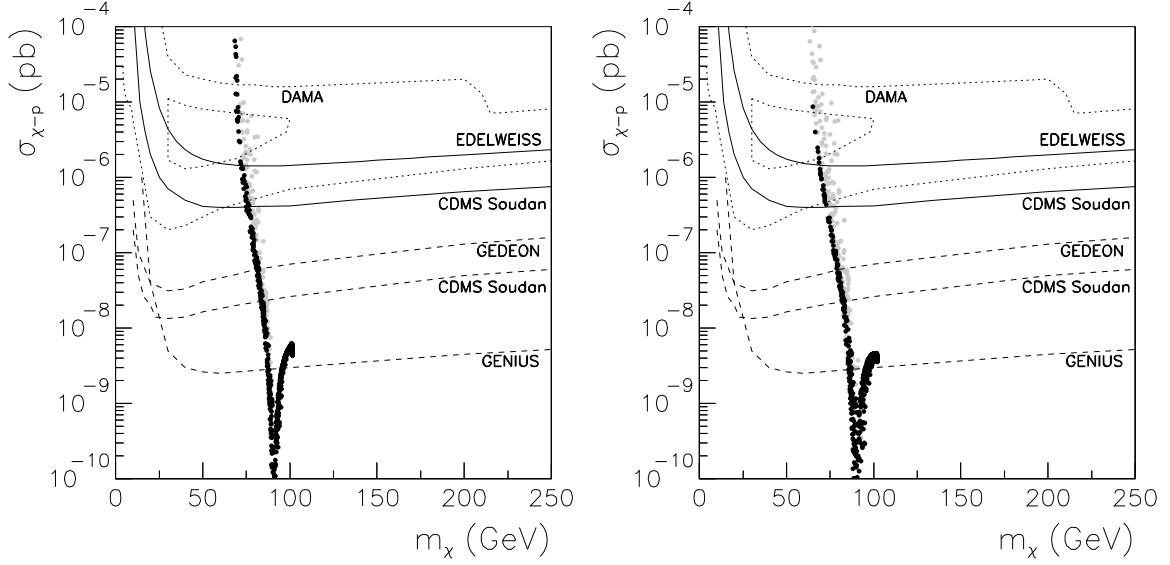 σχ-p (pb)
10⁻⁴
10⁻⁵
10⁻⁶
10⁻⁷
10⁻⁸
10⁻⁹
10⁻¹⁰
DAMA
EDELWEISS
CDMS Soudan
GEDEON
CDMS Soudan
GENIUS
0 50 100 150 200 250
mχ (GeV)
σχ-p (pb)
10⁻⁴
10⁻⁵
10⁻⁶
10⁻⁷
10⁻⁸
10⁻⁹
10⁻¹⁰
DAMA
EDELWEISS
CDMS Soudan
GEDEON
CDMS Soudan
GENIUS
0 50 100 150 200 250
mχ (GeV)